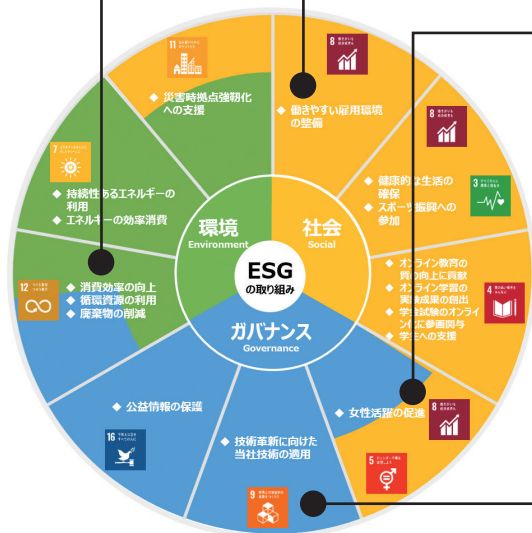 11
8
◆ 災害時拠点強靭化
への支援
◆ 働きやすい雇用環境
の整備
8
7
◆ 持続性あるエネルギーの
利用
◆ エネルギーの効率消費
◆ 健康的な生活の
確保
◆ スポーツ振興への
参加
3
環境
Environment
社会
Social
ESG
の取り組み
12
◆ 消費効率の向上
◆ 循環資源の利用
◆ 廃棄物の削減
◆ オンライン教育の
質の向上に貢献
◆ オンライン学習の
実験成果の創出
◆ 学会試験のオンライ
ン化に参画関与
◆ 学生への支援
4
ガバナンス
Governance
◆ 公益情報の保護
16
◆ 技術革新に向けた
当社技術の適用
9
◆ 女性活躍の促進
8
5